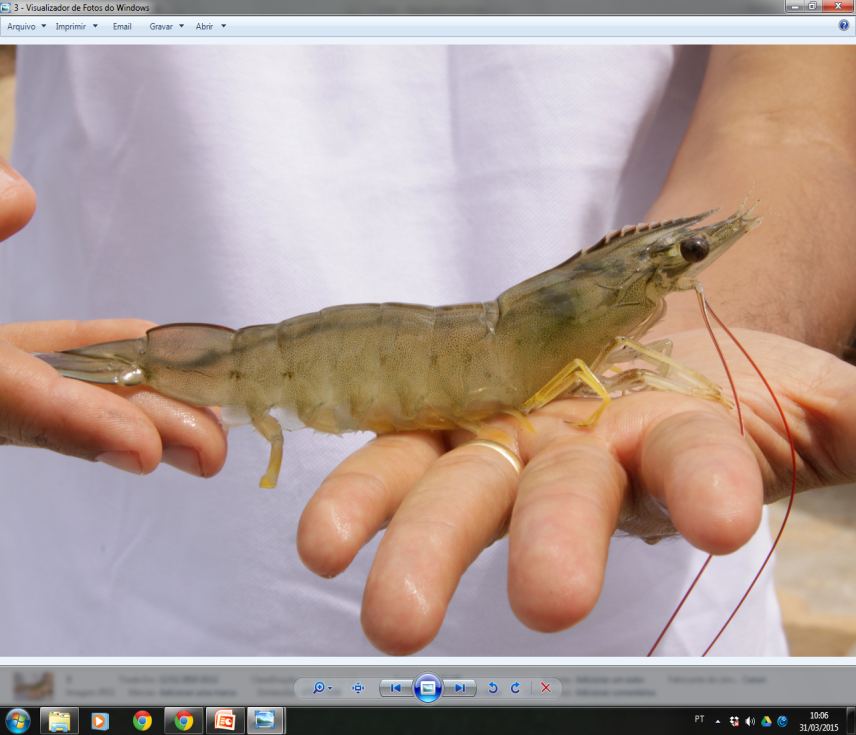 3 - Visualizador de Fotos do Windows
Arquivo Imprimir Email Gravar Abrir
PT
10:06
31/03/2015